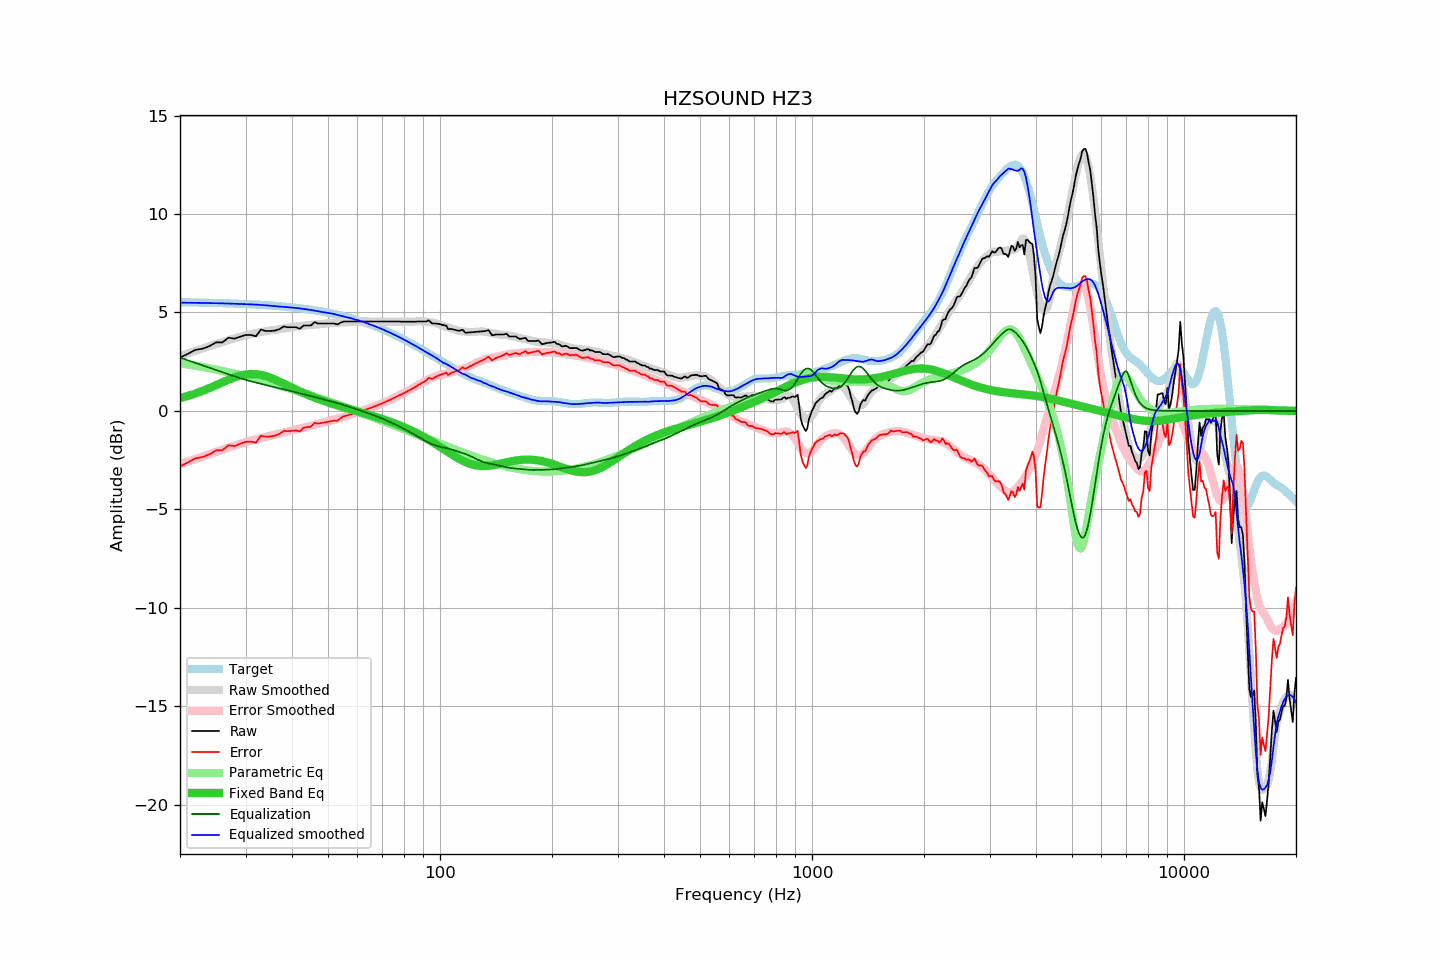 HZSOUND HZ3
15
10
5
0
−5
−10
−15
−20
Amplitude (dBr)
Target
Raw Smoothed
Error Smoothed
Raw
Error
Parametric Eq
Fixed Band Eq
Equalization
Equalized smoothed
100 1000 10000
Frequency (Hz)